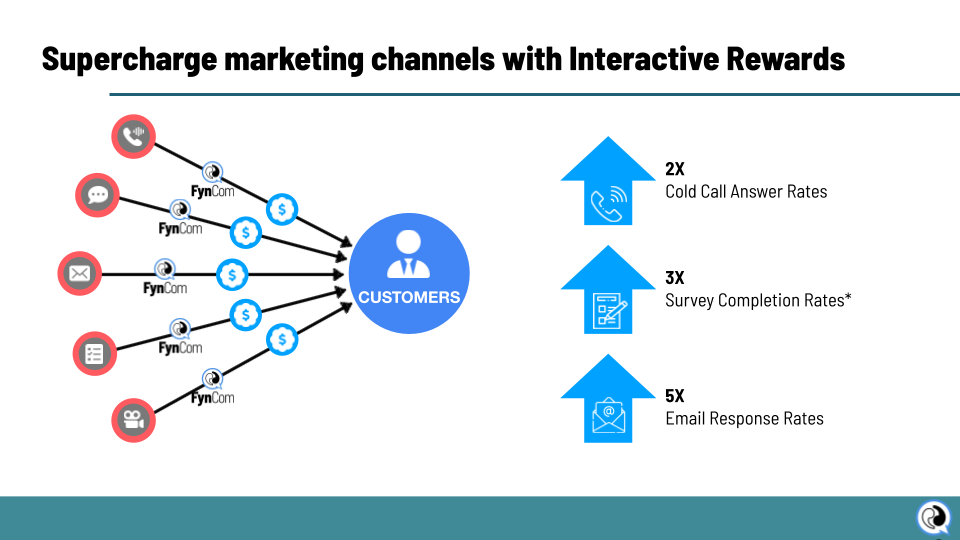 Supercharge marketing channels with Interactive Rewards
FynCom
$
FynCom
$
FynCom
$
CUSTOMERS
FynCom
$
FynCom
$
2X
Cold Call Answer Rates
3X
Survey Completion Rates*
@
5X
Email Response Rates